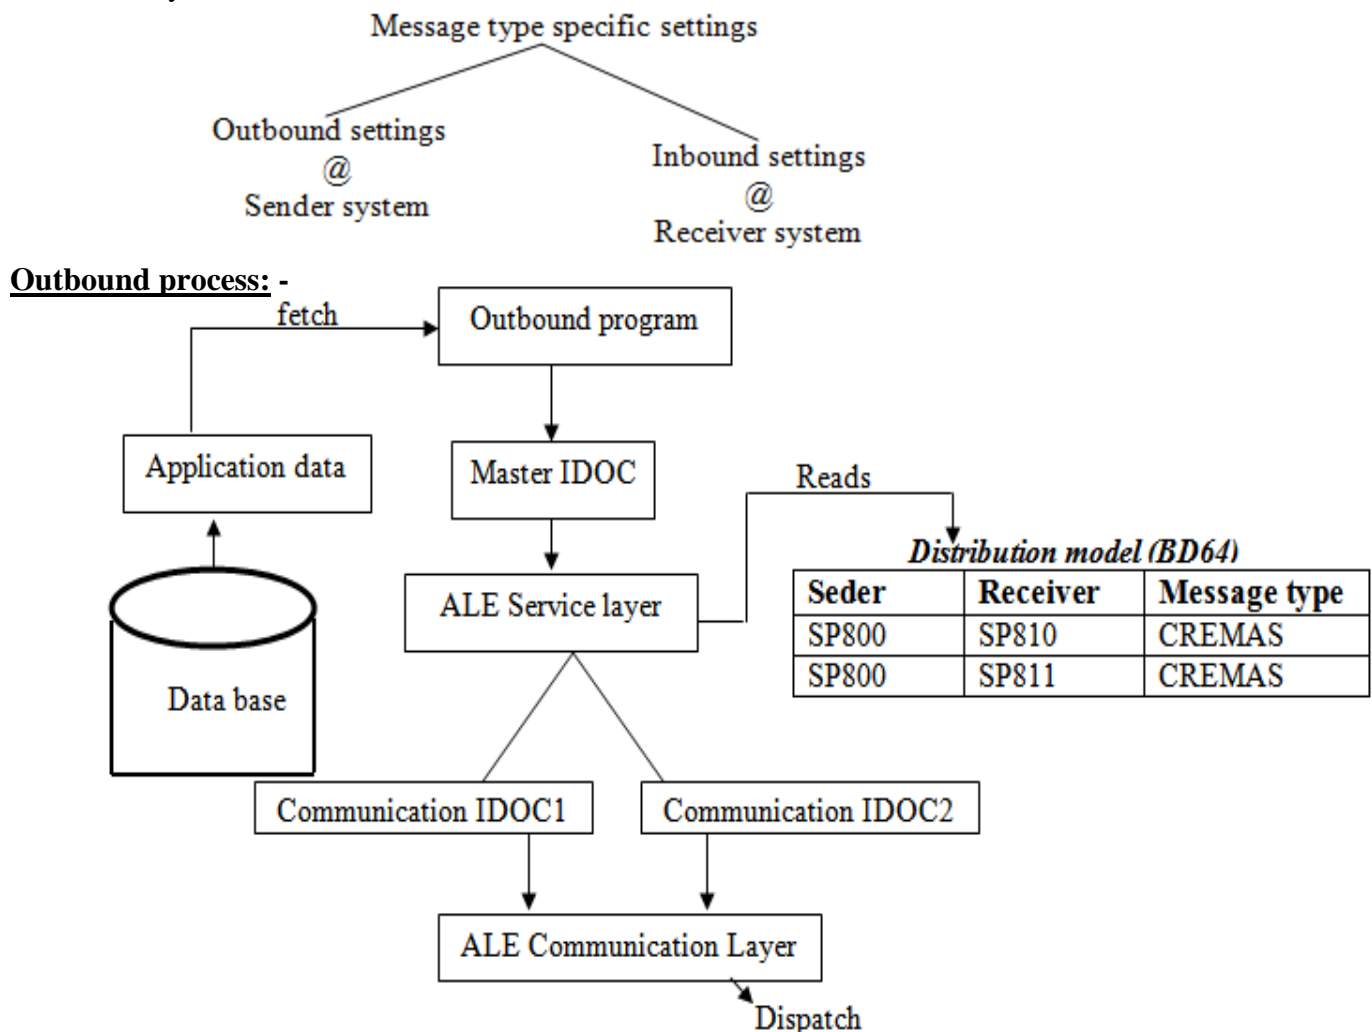 Message type specific settings
Outbound settings
@
Sender system
Inbound settings
@
Receiver system
Outbound process: -
fetch
Outbound program
Application data
Master IDOC
Reads
Distribution model (BD64)
ALE Service layer
Seder Receiver Message type
SP800 SP810 CREMAS
SP800 SP811 CREMAS
Data base
Communication IDOC1
Communication IDOC2
ALE Communication Layer
Dispatch